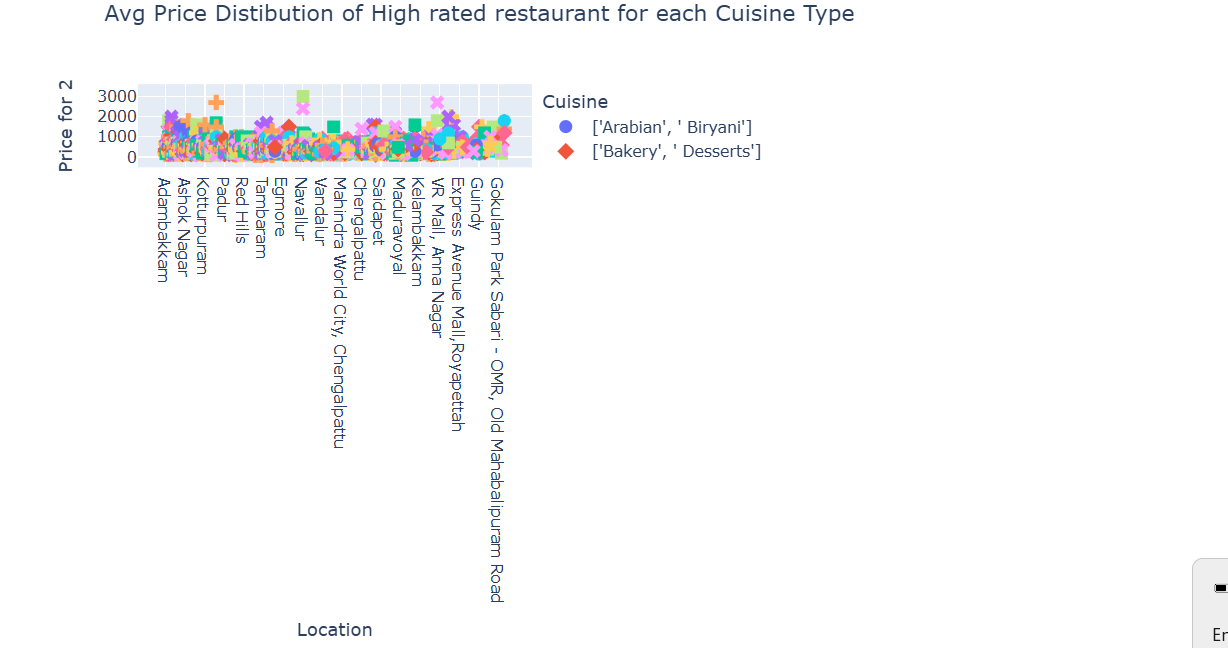 Avg Price Distibution of High rated restaurant for each Cuisine Type
Price for 2
3000
2000
1000
0
Cuisine
['Arabian', ' Biryani']
['Bakery', ' Desserts']
Adambakkam
Ashok Nagar
Kotturpuram
Padur
Red Hills
Tambaram
Egmore
Navallur
Vandalur
Mahindra World City, Chengalpattu
Chengalpattu
Saidapet
Maduravoyal
Kelambakkam
VR Mall, Anna Nagar
Express Avenue Mall,Royapettah
Guindy
Gokulam Park Sabari - OMR, Old Mahabalipuram Road
Location